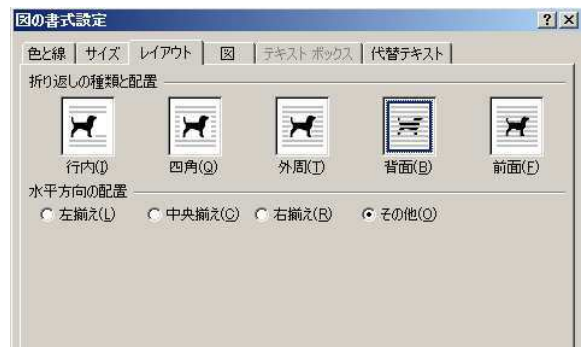 図の書式設定
色と線 サイズ レイアウト 図 テキスト ボックス 代替テキスト
折り返しの種類と配置
行内(I) 四角(Q) 外周(T) 背面(B) 前面(F)
水平方向の配置
左揃え(L) 中央揃え(C) 右揃え(R) その他(O)